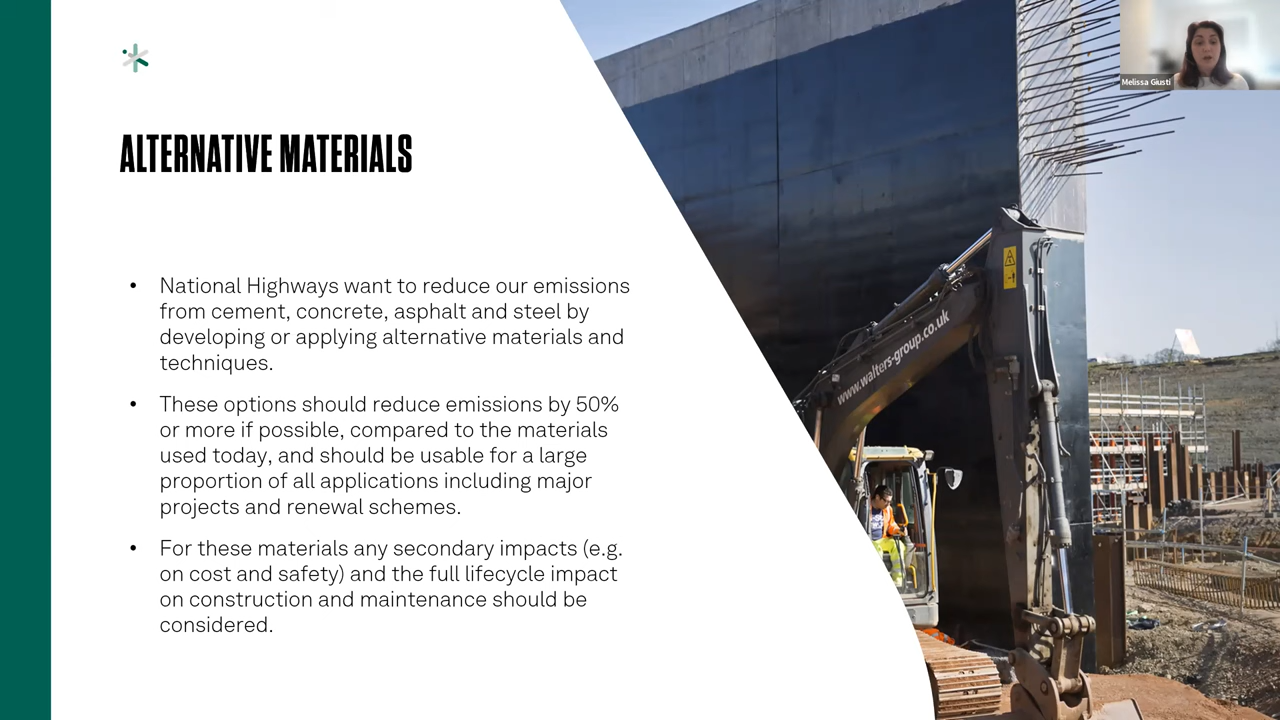 Melissa Giusti
ALTERNATIVE MATERIALS
• National Highways want to reduce our emissions
from cement, concrete, asphalt and steel by
developing or applying alternative materials and
techniques.
• These options should reduce emissions by 50%
or more if possible, compared to the materials
used today, and should be usable for a large
proportion of all applications including major
projects and renewal schemes.
• For these materials any secondary impacts (e.g.
on cost and safety) and the full lifecycle impact
on construction and maintenance should be
considered.
www.walters-group.co.uk